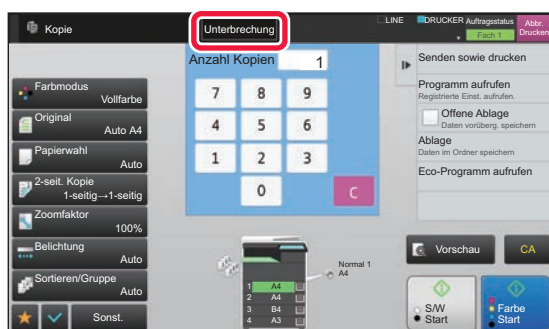 Kopie
Unterbrechung
LINE
DRUCKER
Auftragsstatus
Fach 1
Abbr.
Drucken
Anzahl Kopien 1
7 8 9
4 5 6
1 2 3
0 C
Farbmodus
Vollfarbe
Original
Auto A4
Papierwahl
Auto
2-seit. Kopie
1-seitig→1-seitig
Zoomfaktor
100%
Belichtung
Auto
Sortieren/Gruppe
Auto
Sonst.
Normal 1
A4
1 A4
2 A4
3 B4
4 A3
Senden sowie drucken
Programm aufrufen
Registrierte Einst. aufrufen.
Offene Ablage
Daten vorüberg. speichern
Ablage
Daten im Ordner speichern
Eco-Programm aufrufen
Vorschau
CA
S/W
Start
Farbe
Start